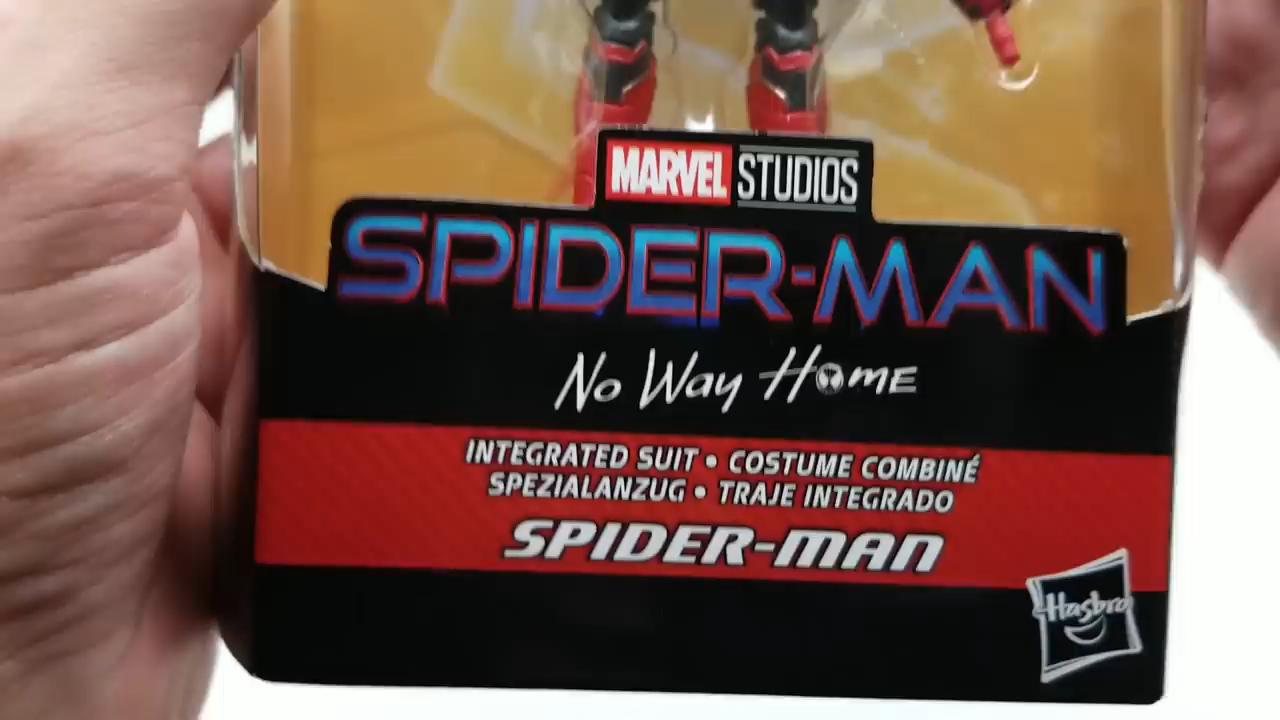 MARVEL STUDIOS
SPIDER-MAN
No Way Home
INTEGRATED SUIT • COSTUME COMBINÉ
SPEZIALANZUG • TRAJE INTEGRADO
SPIDER-MAN
Hasbro